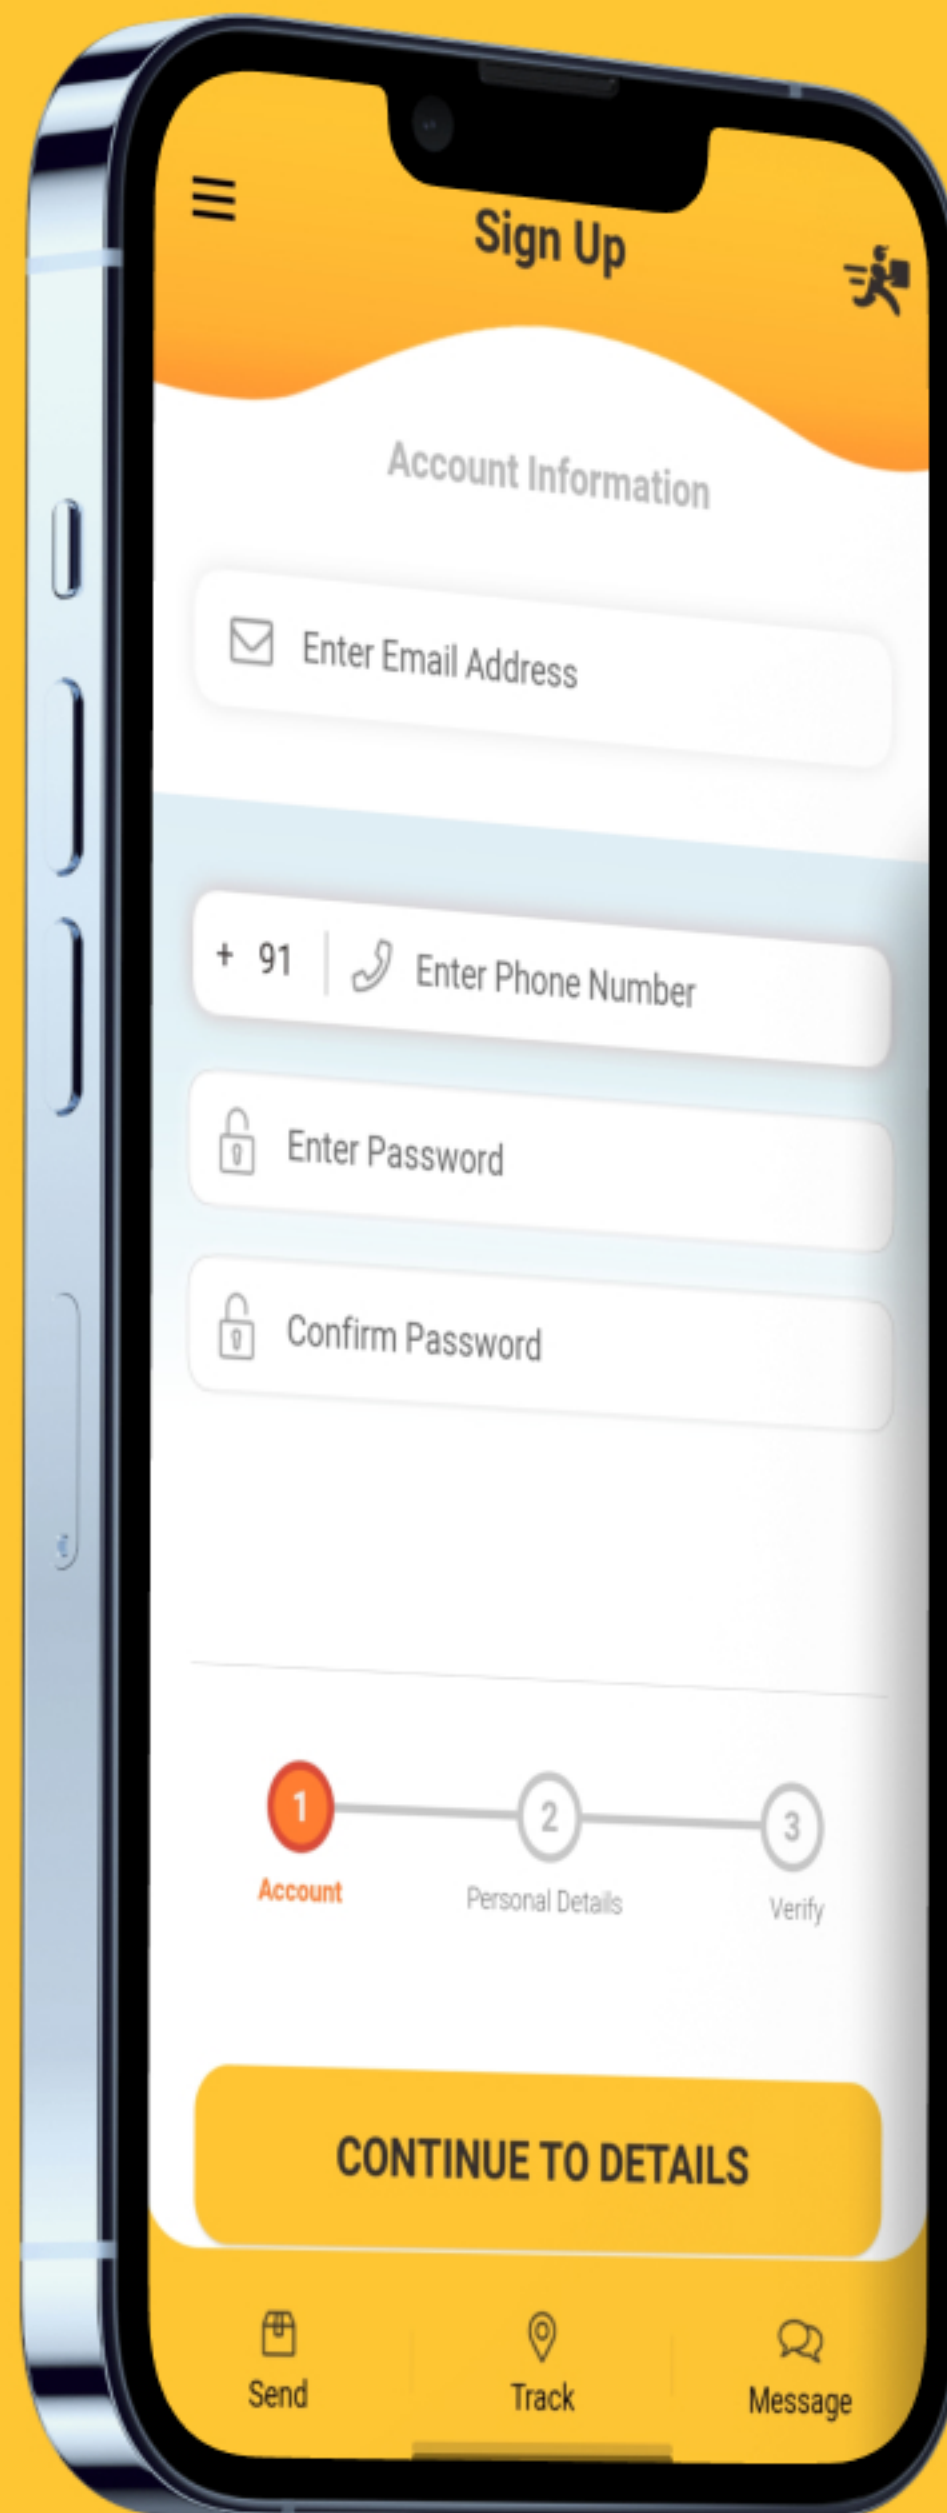 Sign Up
Account Information
Enter Email Address
+ 91 Enter Phone Number
Enter Password
Confirm Password
1 2 3
Account Personal Details Verify
CONTINUE TO DETAILS
Send Track Message